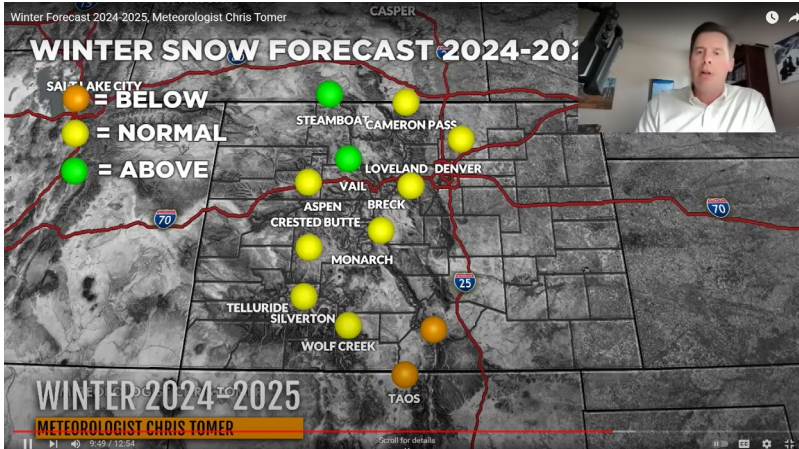 Winter Forecast 2024-2025, Meteorologist Chris Tomer
CASPER
WINTER SNOW FORECAST 2024-202
SALT LAKE CITY
= BELOW
= NORMAL
= ABOVE
STEAMBOAT
CAMERON PASS
LOVELAND
DENVER
VAIL
ASPEN
BRECK
CRESTED BUTTE
70
70
MONARCH
25
TELLURIDE
SILVERTON
WOLF CREEK
TAOS
WINTER 2024-2025
METEOROLOGIST CHRIS TOMER
9:49 / 12:54
Scroll for details
CC